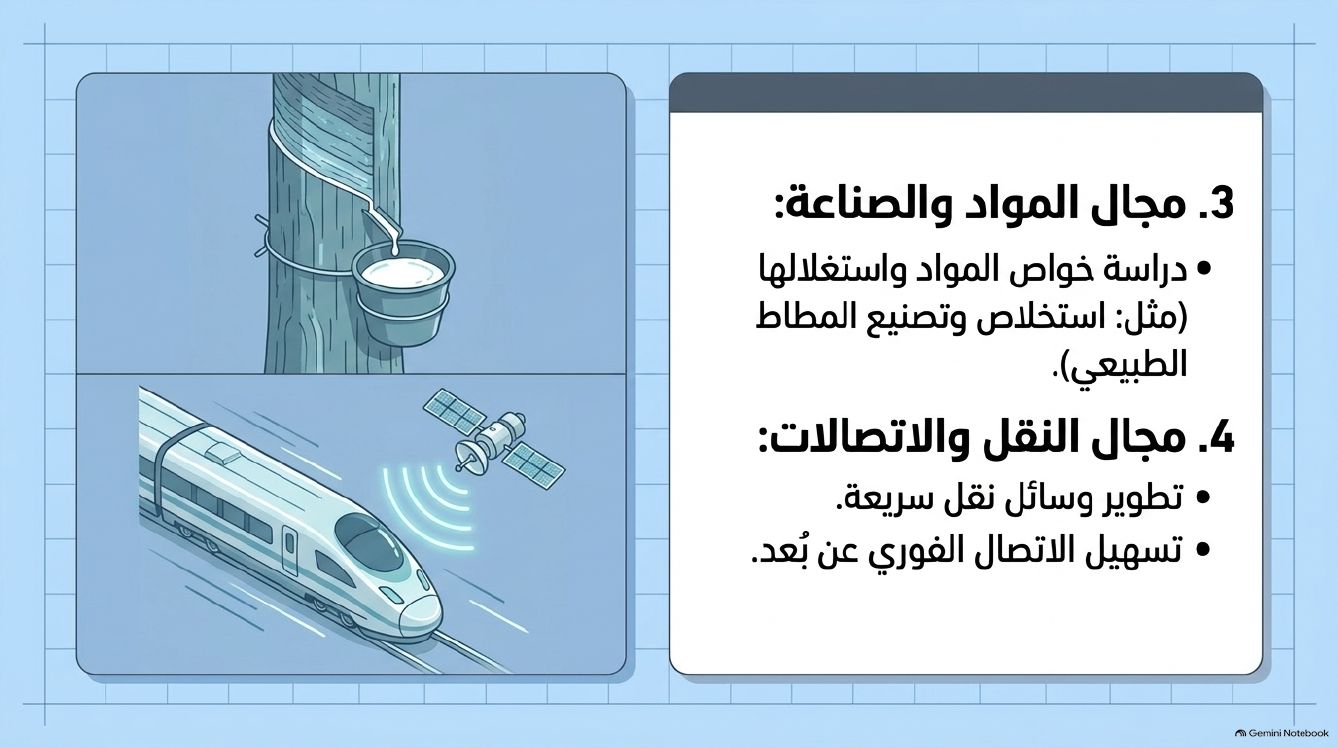 3. مجال المواد والصناعة:
• دراسة خواص المواد واستغلالها
(مثل: استخلاص وتصنيع المطاط
الطبيعي).
4. مجال النقل والاتصالات:
• تطوير وسائل نقل سريعة.
• تسهيل الاتصال الفوري عن بُعد.
Gemini Notebook